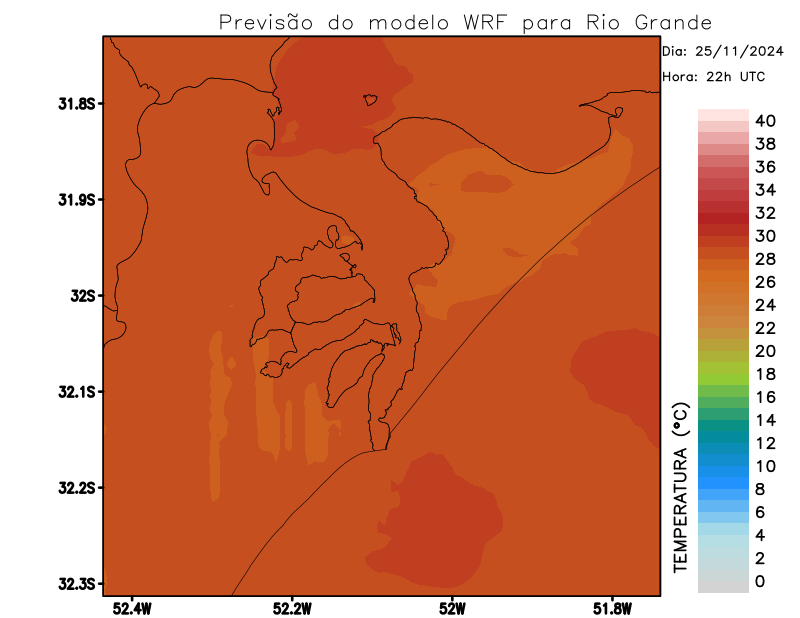 Previsão do modelo WRF para Rio Grande
Dia: 25/11/2024
Hora: 22h UTC
31.8S
31.9S
32S
32.1S
32.2S
32.3S
52.4W
52.2W
52W
51.8W
40
38
36
34
32
30
28
26
24
22
20
18
16
14
12
10
8
6
4
2
0
TEMPERATURA (°C)